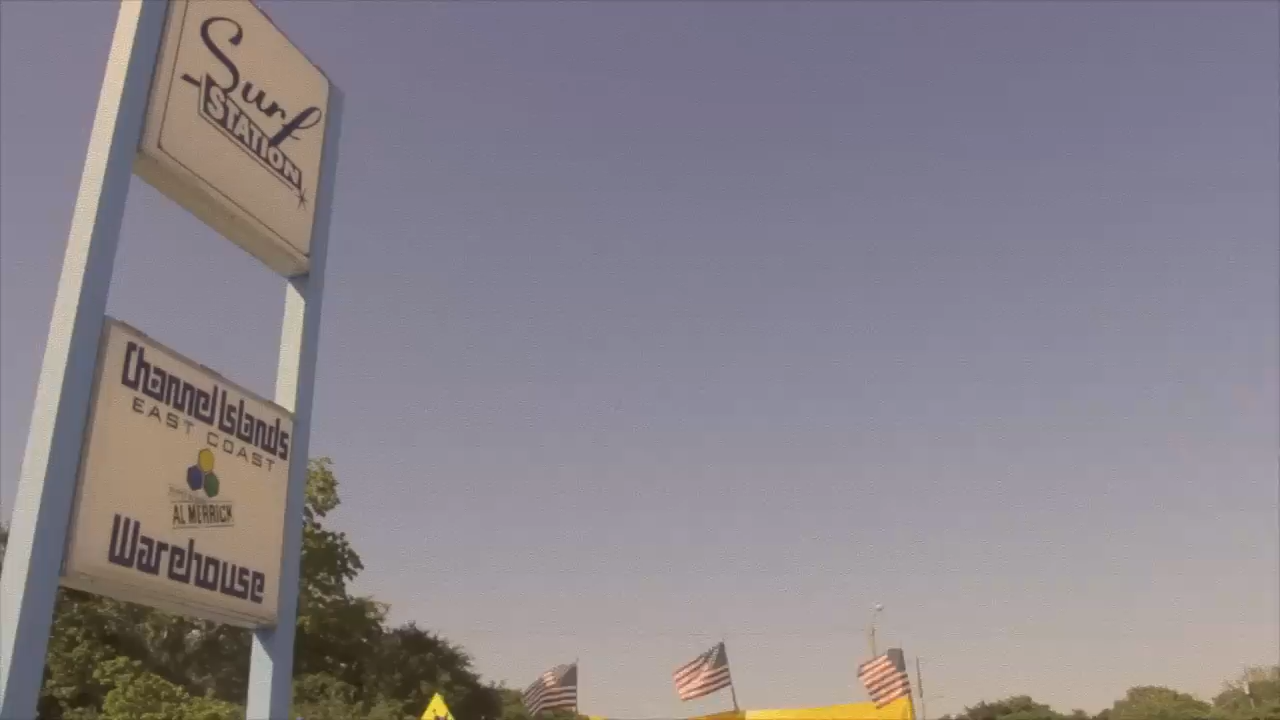 Surf
STATION
Channel Islands
EAST COAST
AL MERRICK
Warehouse